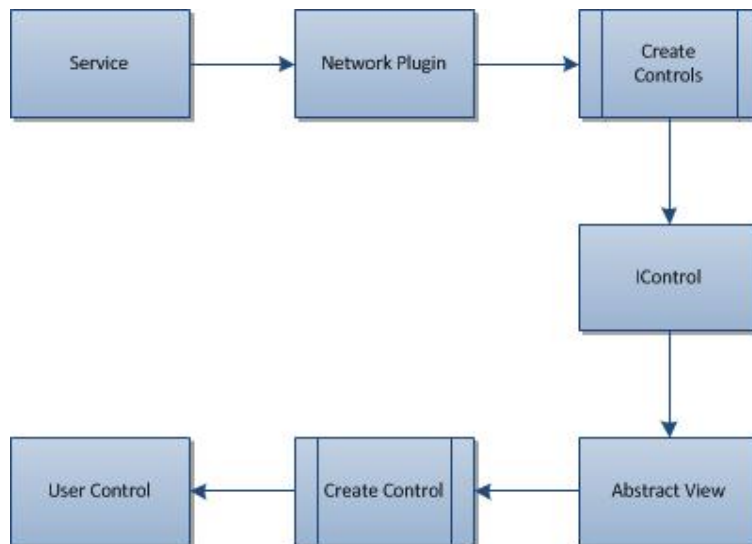 Service
Network Plugin
Create
Controls
IControl
User Control
Create Control
Abstract View